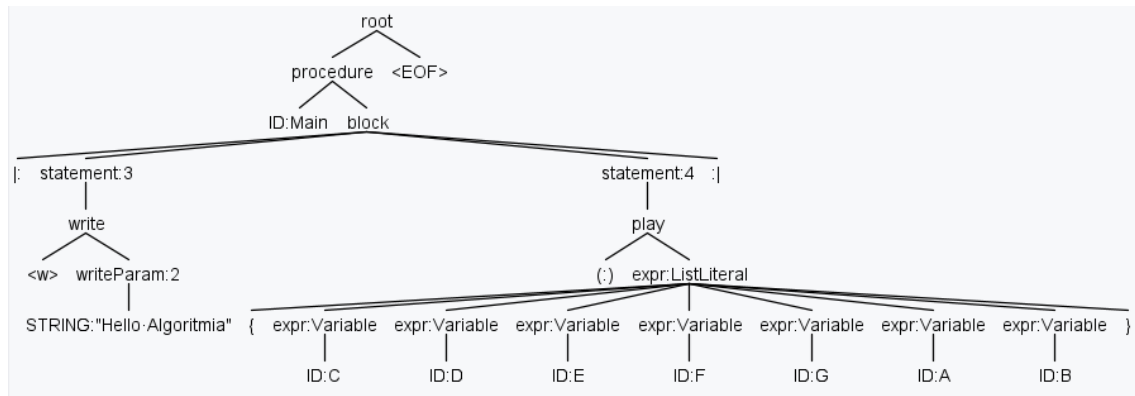 root
procedure <EOF>
ID:Main block
|: statement:3 statement:4 :|
write play
<w> writeParam:2 (:) expr:ListLiteral
STRING:"Hello·Algoritmia" { expr:Variable expr:Variable expr:Variable expr:Variable expr:Variable expr:Variable expr:Variable }
ID:C ID:D ID:E ID:F ID:G ID:A ID:B